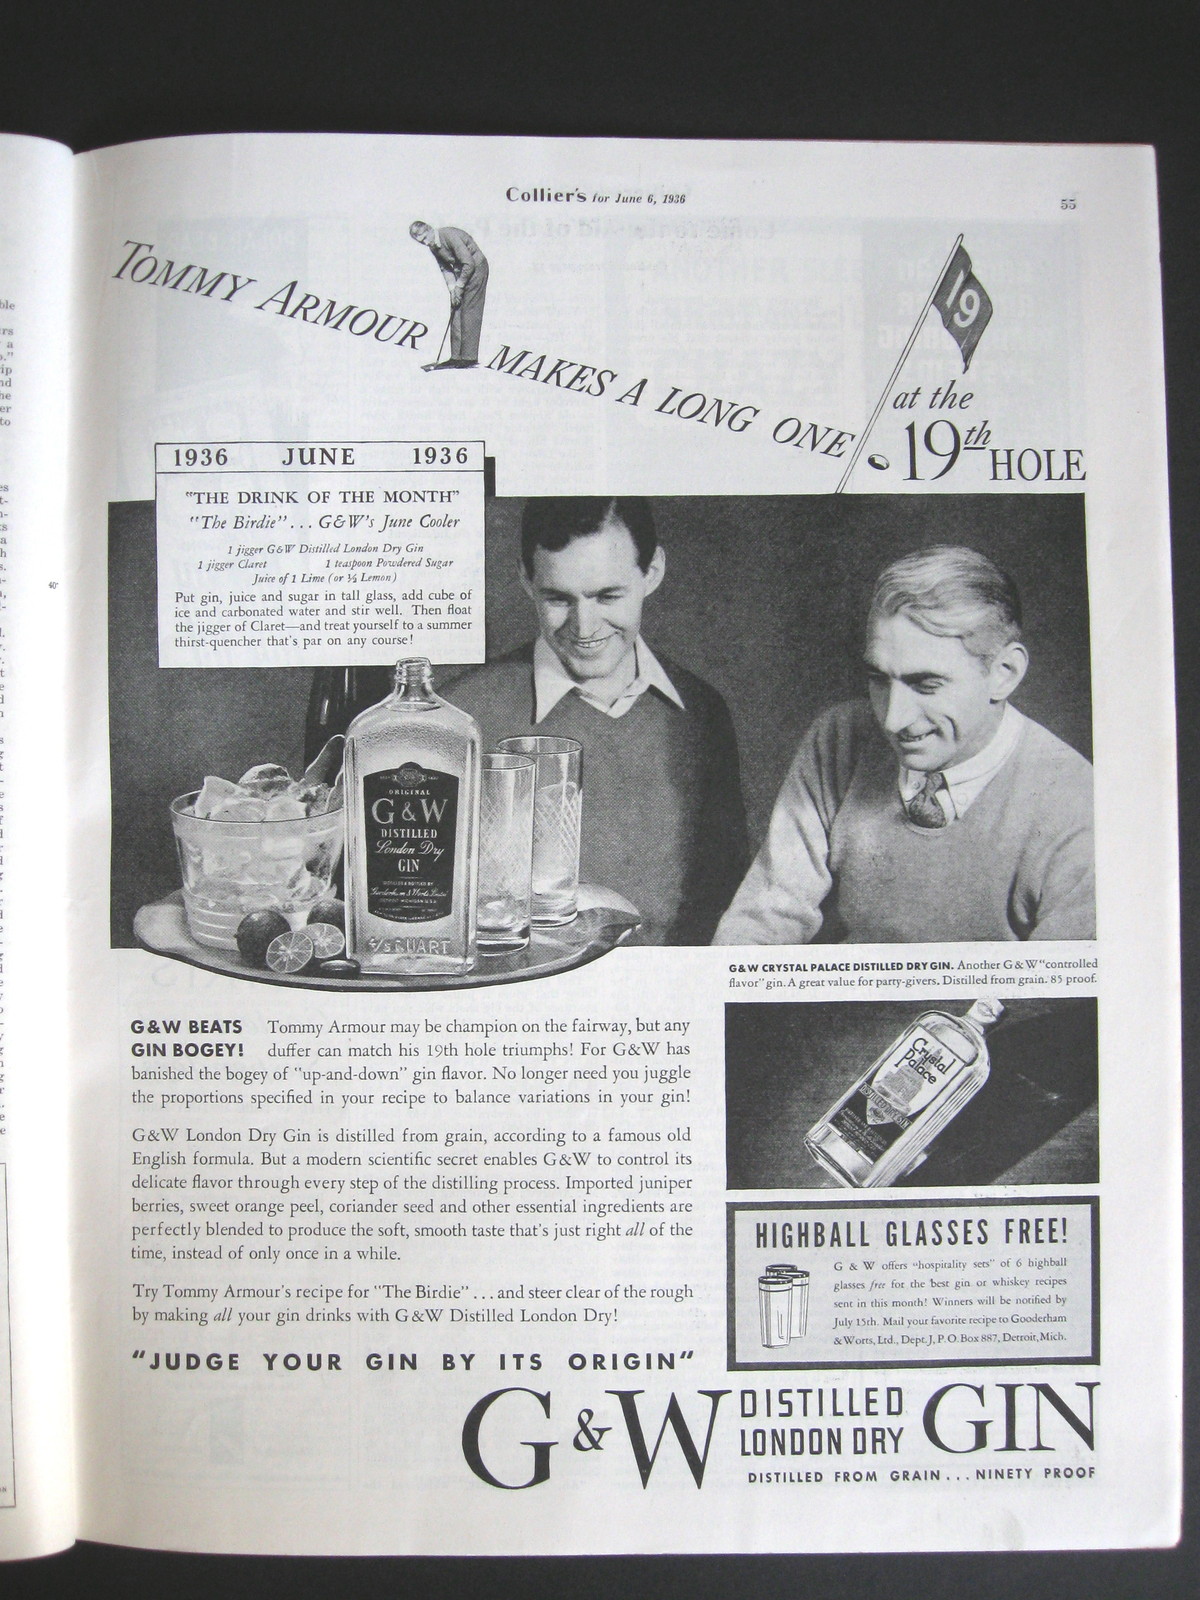 Collier's for June 6, 1936
55
TOMMY ARMOUR MAKES A LONG ONE
19
at the
19th HOLE
1936 JUNE 1936
"THE DRINK OF THE MONTH"
"The Birdie" . . . G&W's June Cooler
1 jigger G&W Distilled London Dry Gin
1 jigger Claret 1 teaspoon Powdered Sugar
Juice of 1 Lime (or ½ Lemon)
Put gin, juice and sugar in tall glass, add cube of
ice and carbonated water and stir well. Then float
the jigger of Claret—and treat yourself to a summer
thirst-quencher that's par on any course!
ORIGINAL
G&W
DISTILLED
London Dry
GIN
DISTILLED & BOTTLED BY
Gooderham & Worts Limited
DETROIT MICHIGAN U.S.A.
4/5 QUART
G&W CRYSTAL PALACE DISTILLED DRY GIN. Another G&W "controlled
flavor" gin. A great value for party-givers. Distilled from grain. 85 proof.
Crystal
Palace
DISTILLED DRY GIN
G&W BEATS
GIN BOGEY!
Tommy Armour may be champion on the fairway, but any
duffer can match his 19th hole triumphs! For G&W has
banished the bogey of "up-and-down" gin flavor. No longer need you juggle
the proportions specified in your recipe to balance variations in your gin!
G&W London Dry Gin is distilled from grain, according to a famous old
English formula. But a modern scientific secret enables G&W to control its
delicate flavor through every step of the distilling process. Imported juniper
berries, sweet orange peel, coriander seed and other essential ingredients are
perfectly blended to produce the soft, smooth taste that's just right all of the
time, instead of only once in a while.
Try Tommy Armour's recipe for "The Birdie" . . . and steer clear of the rough
by making all your gin drinks with G&W Distilled London Dry!
"JUDGE YOUR GIN BY ITS ORIGIN"
HIGHBALL GLASSES FREE!
G & W offers "hospitality sets" of 6 highball
glasses free for the best gin or whiskey recipes
sent in this month! Winners will be notified by
July 15th. Mail your favorite recipe to Gooderham
& Worts, Ltd., Dept. J, P. O. Box 887, Detroit, Mich.
G&W DISTILLED LONDON DRY GIN
DISTILLED FROM GRAIN . . . NINETY PROOF